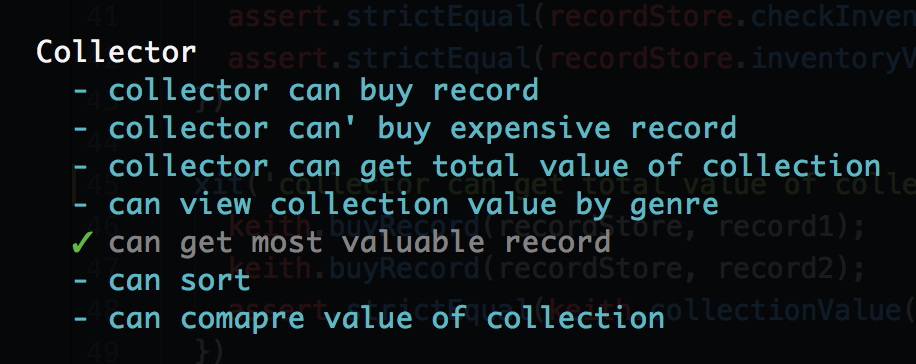 41 assert.strictEqual(recordStore.checkInven
Collector
assert.strictEqual(recordStore.inventoryV
- collector can buy record
})
- collector can' buy expensive record
44
- collector can get total value of collection
45 xit('collector can get total value of colle
- can view collection value by genre
keith.buyRecord(recordStore, record1);
✓ can get most valuable record
keith.buyRecord(recordStore, record2);
- can sort
assert.strictEqual(keith.collectionValue(
- can comapre value of collection
49 })